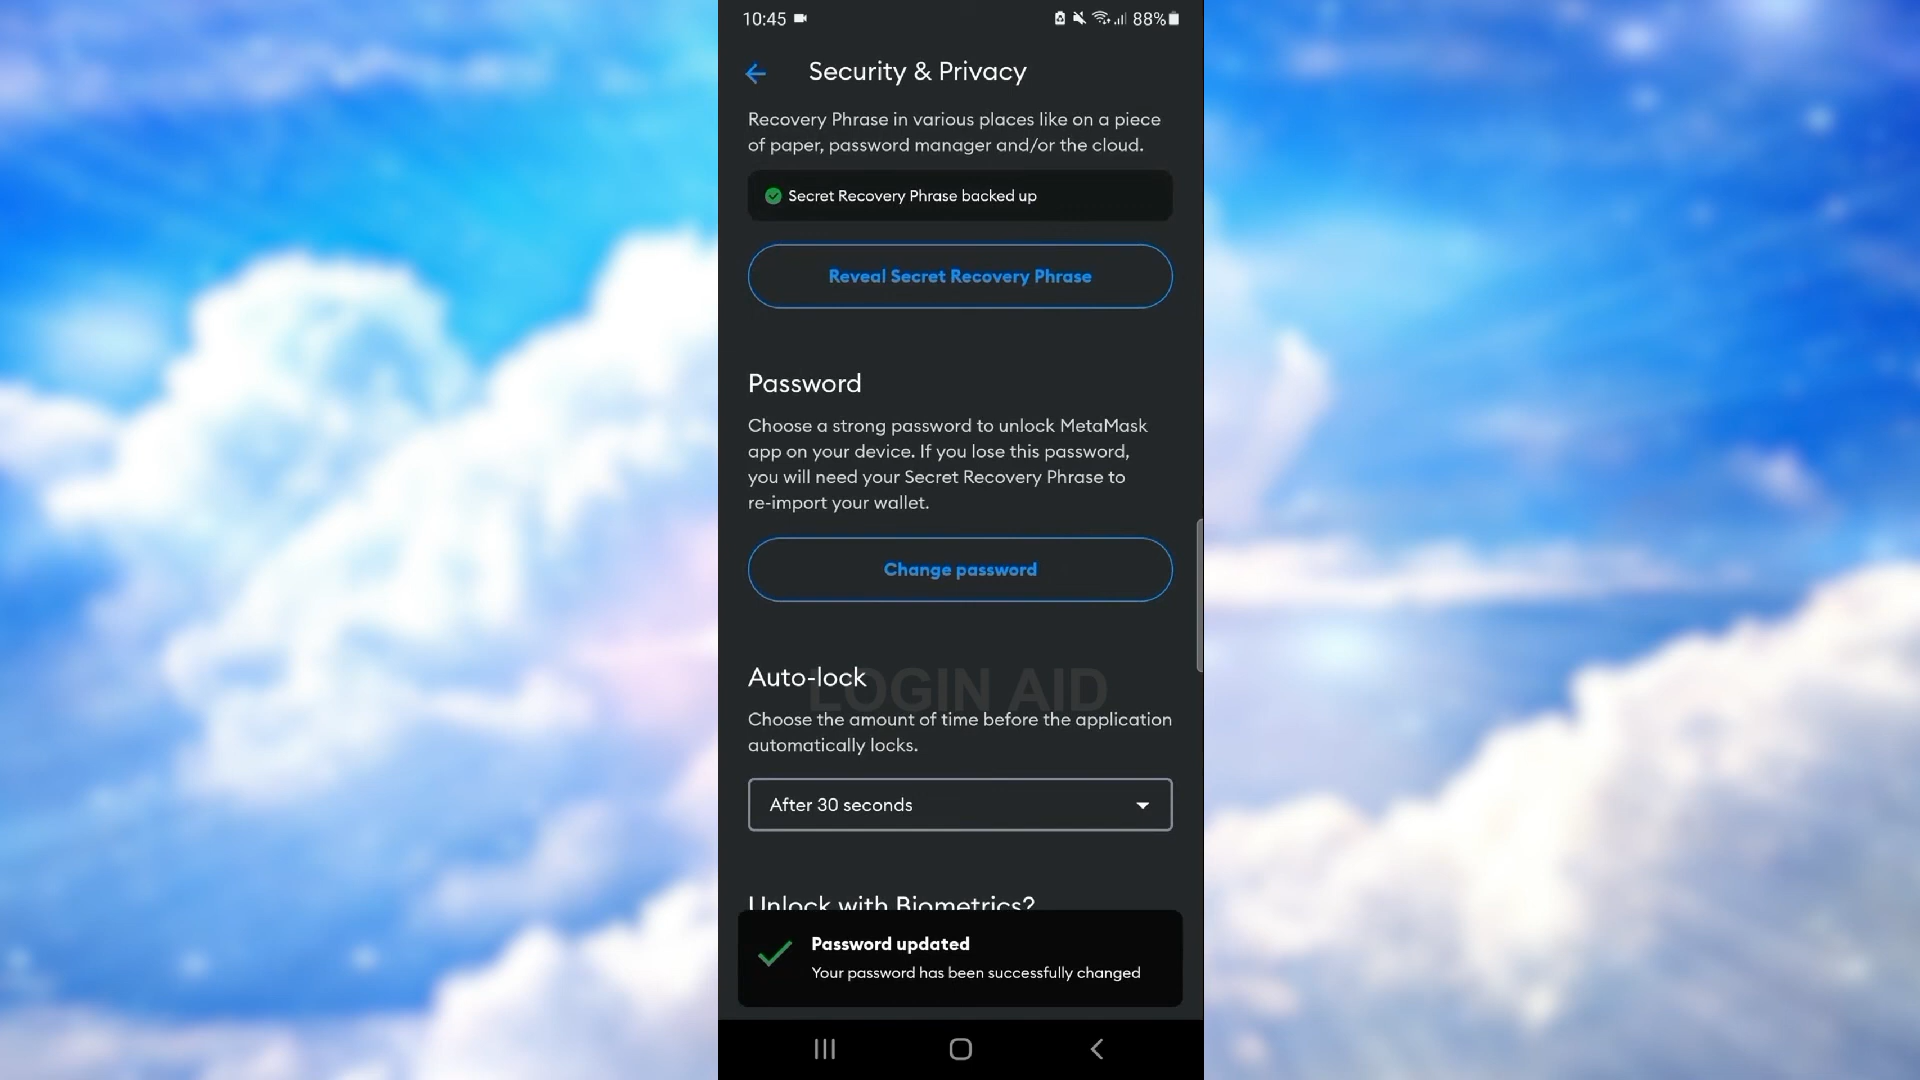 10:45
88%
Security & Privacy
Recovery Phrase in various places like on a piece
of paper, password manager and/or the cloud.
Secret Recovery Phrase backed up
Reveal Secret Recovery Phrase
Password
Choose a strong password to unlock MetaMask
app on your device. If you lose this password,
you will need your Secret Recovery Phrase to
re-import your wallet.
Change password
Auto-lock
LOGIN AID
Choose the amount of time before the application
automatically locks.
After 30 seconds
Unlock with Biometrics?
Password updated
Your password has been successfully changed